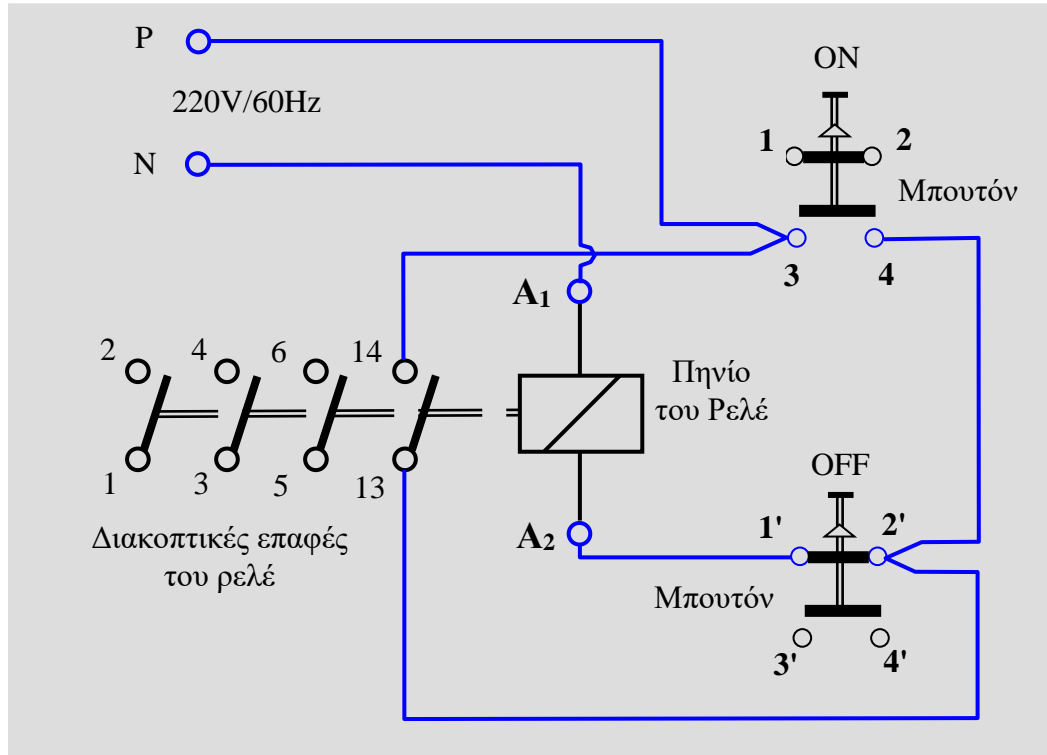 P
220V/60Hz
N
ON
1 2
Μπουτόν
3 4
A1
2 4 6 14
Πηνίο
του Ρελέ
1 3 5 13
Διακοπτικές επαφές
του ρελέ
A2
OFF
1' 2'
Μπουτόν
3' 4'